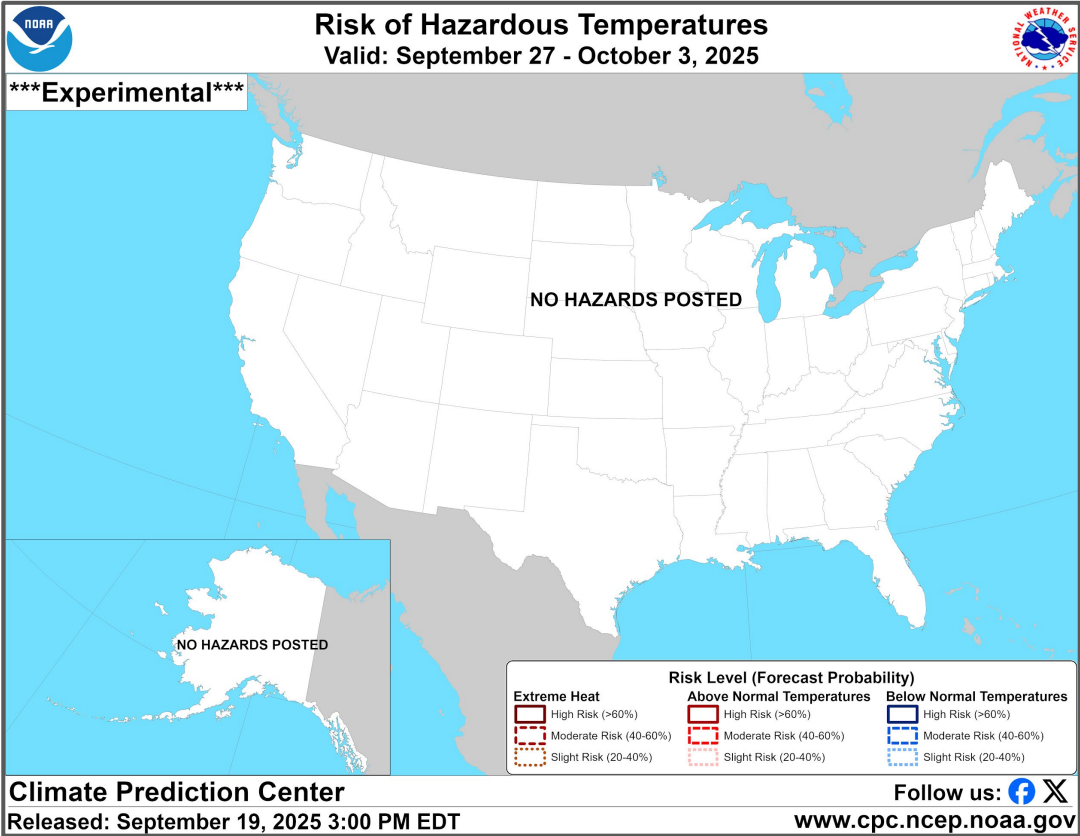 NOAA
Risk of Hazardous Temperatures
Valid: September 27 - October 3, 2025
NATIONAL WEATHER SERVICE
***Experimental***
NO HAZARDS POSTED
NO HAZARDS POSTED
Risk Level (Forecast Probability)
Extreme Heat
High Risk (>60%)
Moderate Risk (40-60%)
Slight Risk (20-40%)
Above Normal Temperatures
High Risk (>60%)
Moderate Risk (40-60%)
Slight Risk (20-40%)
Below Normal Temperatures
High Risk (>60%)
Moderate Risk (40-60%)
Slight Risk (20-40%)
Climate Prediction Center
Follow us:
Released: September 19, 2025 3:00 PM EDT
www.cpc.ncep.noaa.gov